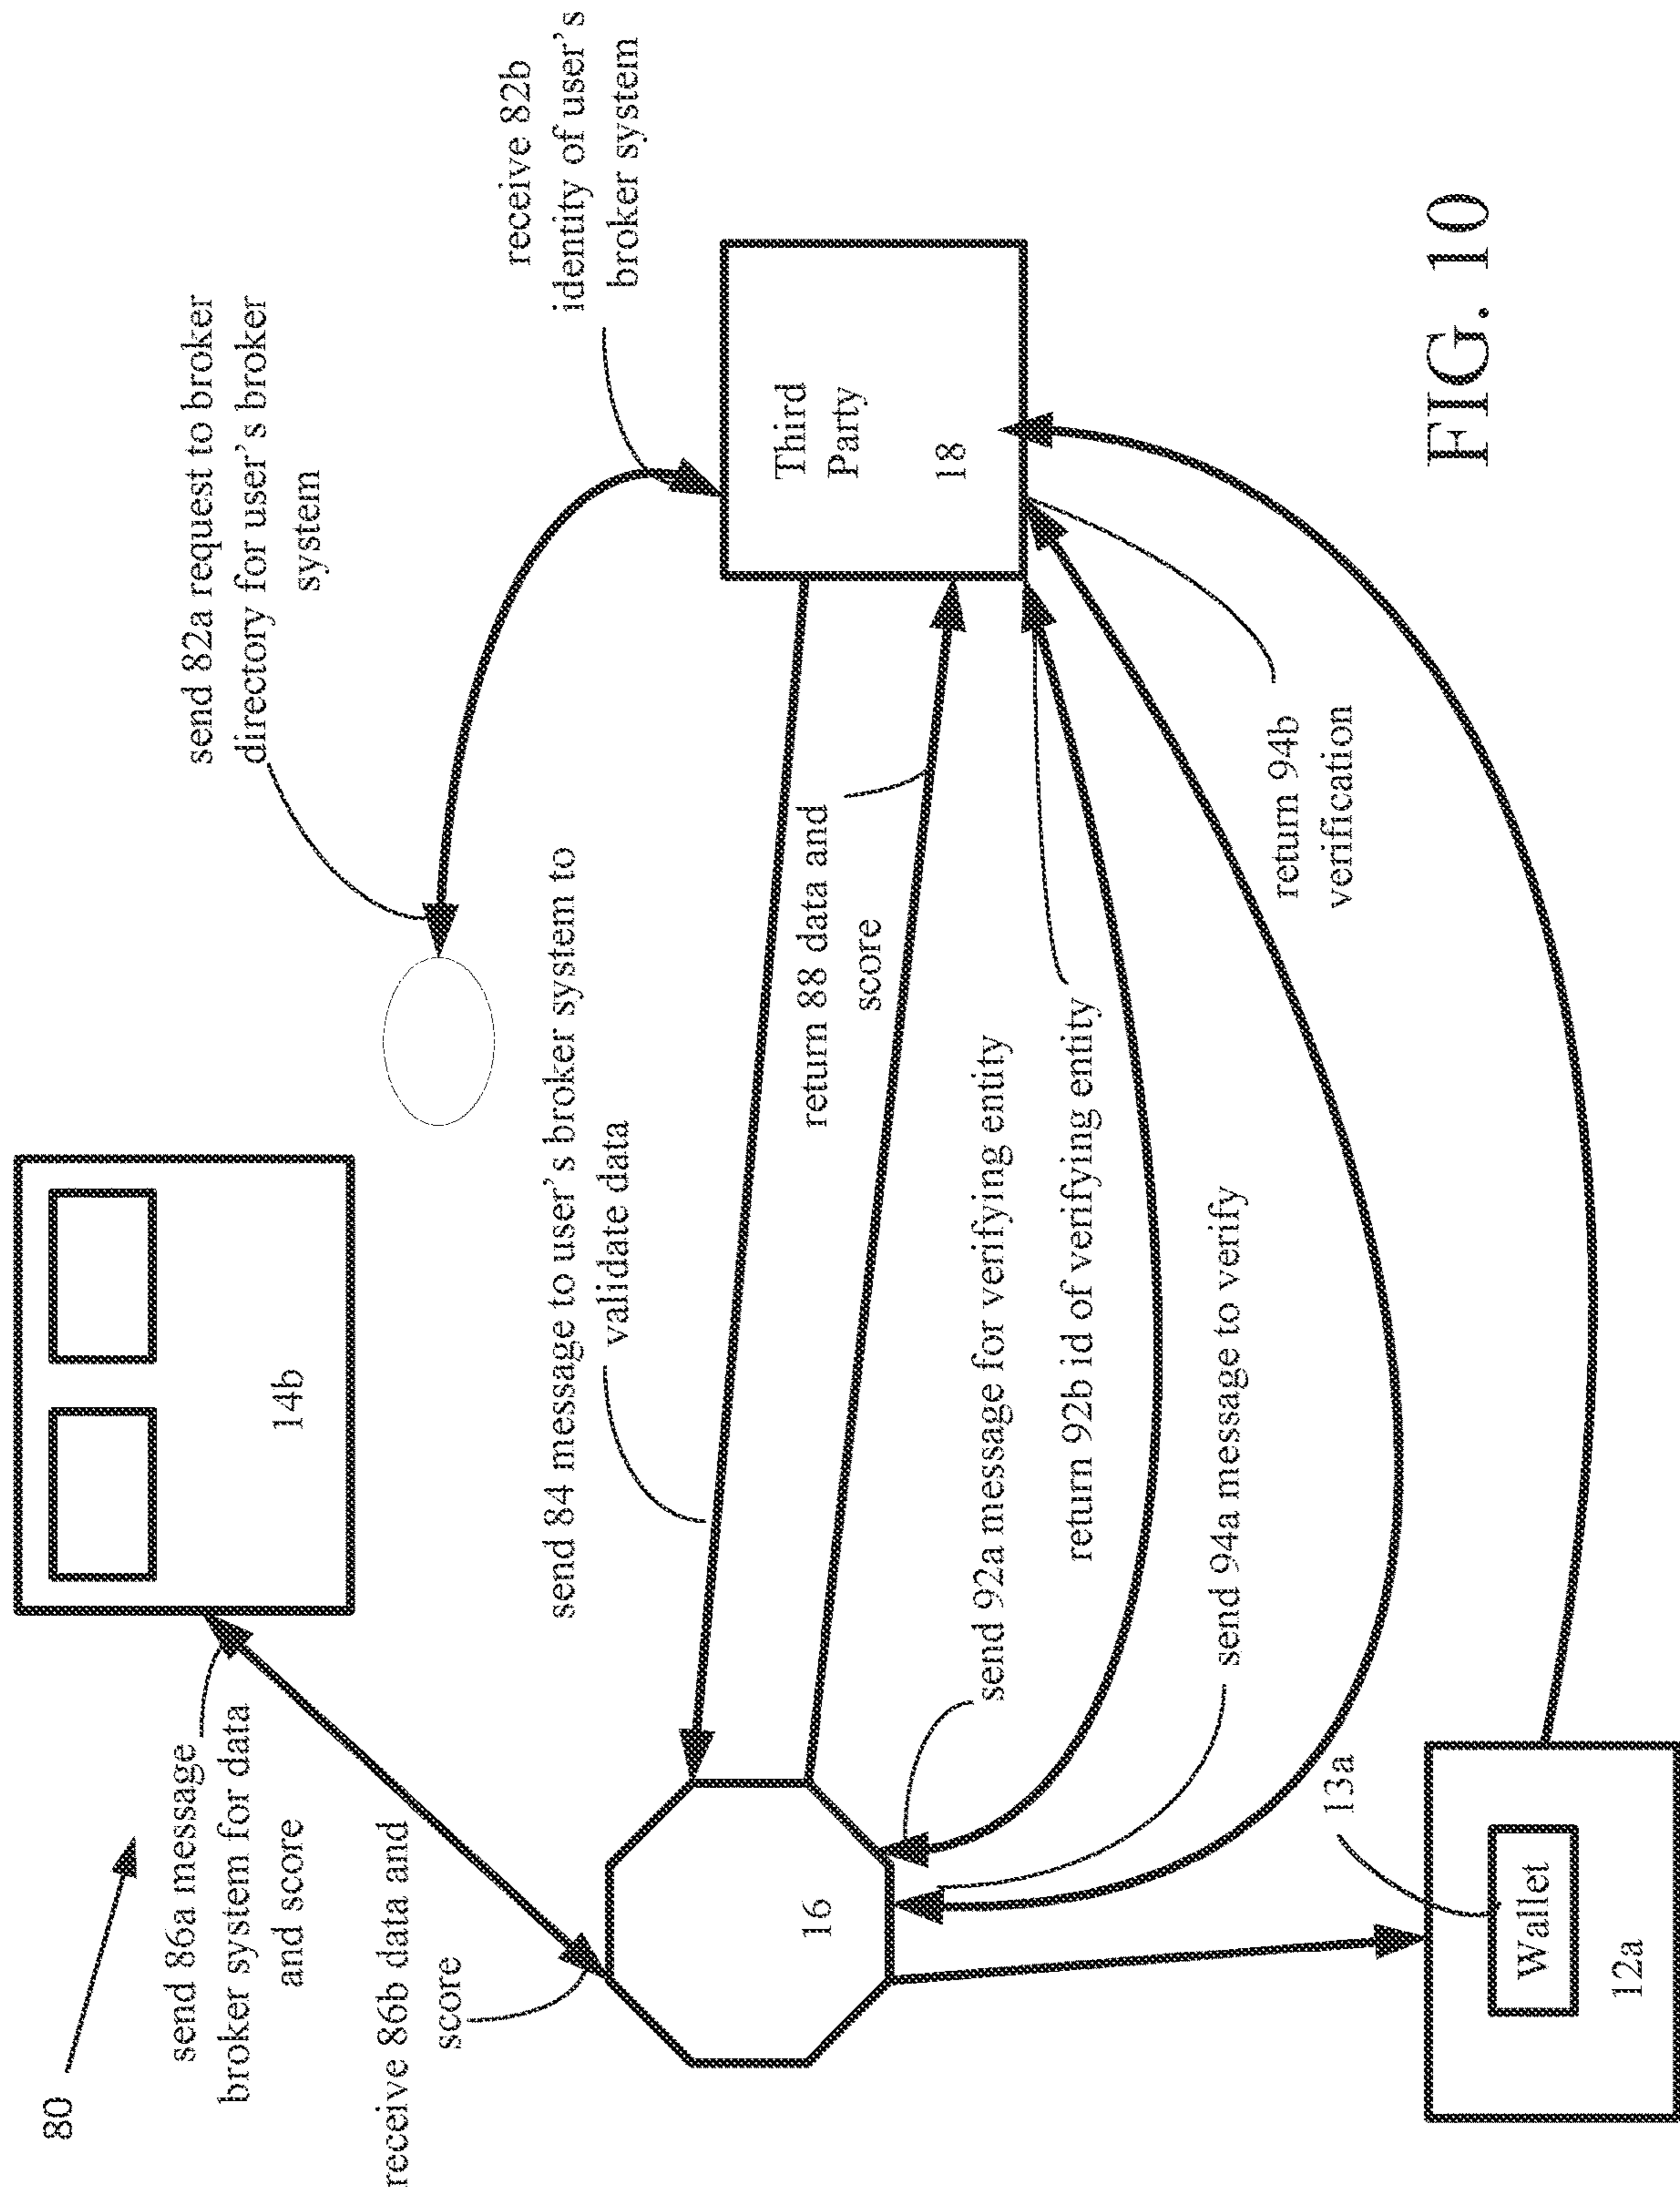 80
send 86a message
broker system for data
and score
receive 86b data and
score
14b
send 82a request to broker
directory for user's broker
system
receive 82b
identity of user's
broker system
send 84 message to user's broker system to
validate data
return 88 data and
score
Third
Party
18
16
send 92a message for verifying entity
return 92b id of verifying entity
send 94a message to verify
return 94b
verification
13a
Wallet
12a
FIG. 10